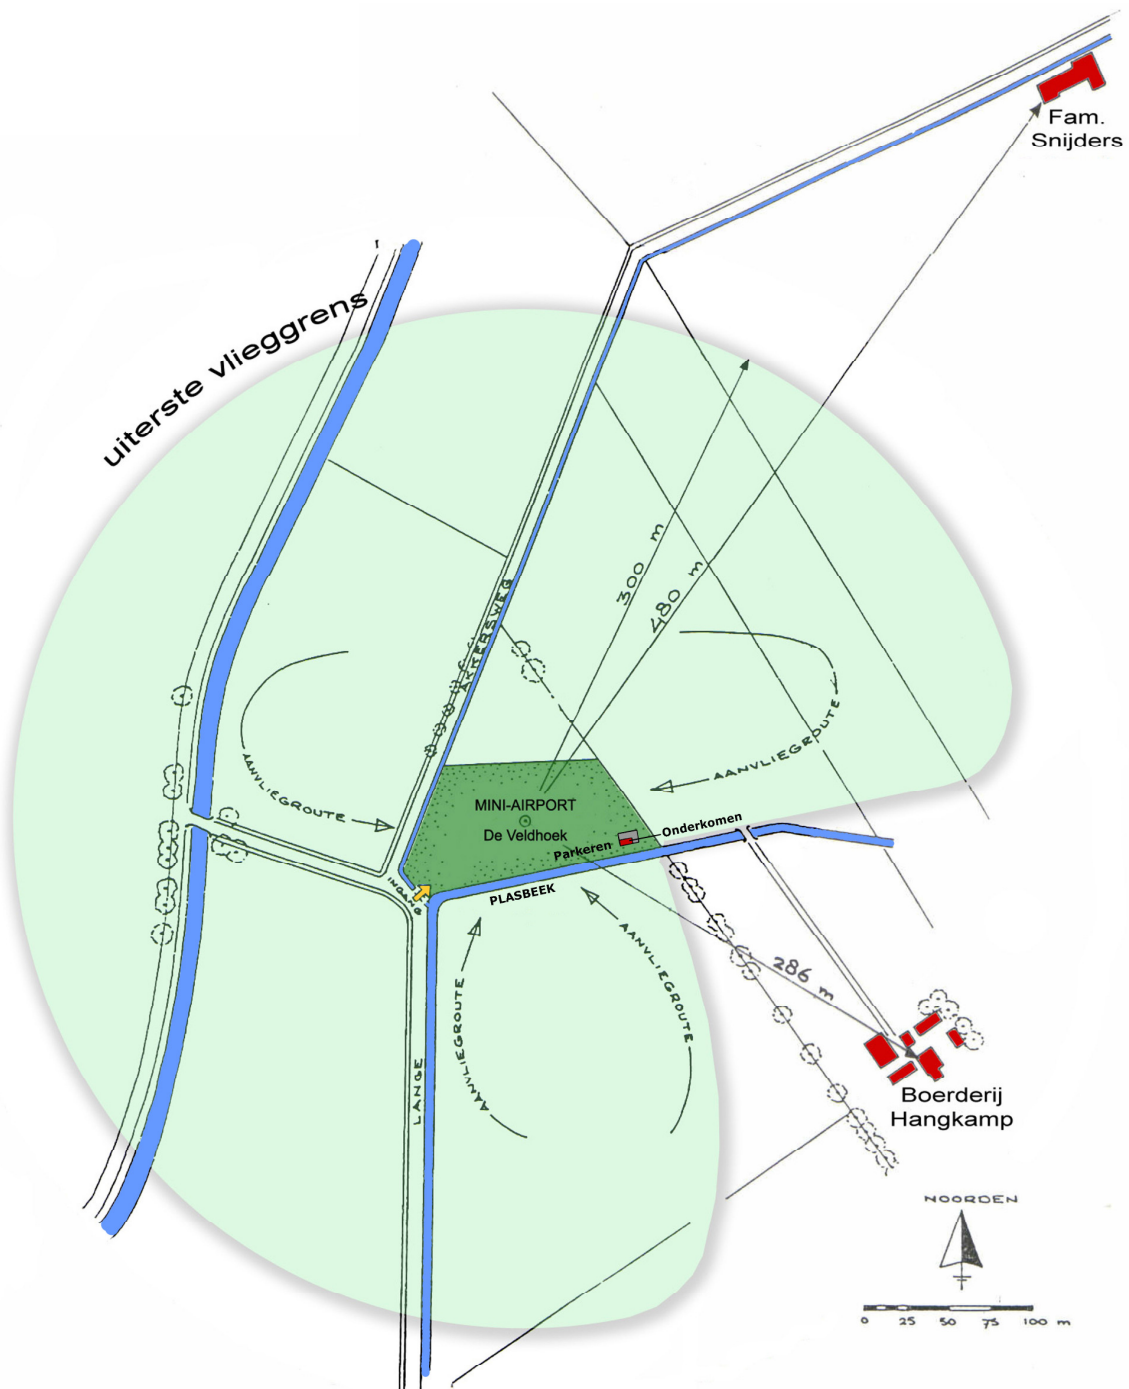 Fam.
Snijders
uiterste vlieggrens
300 m
480 m
AKKERSWEG
AANVLIEGROUTE
AANVLIEGROUTE
MINI-AIRPORT
De Veldhoek
Onderkomen
Parkeren
INGANG
PLASBEEK
AANVLIEGROUTE
AANVLIEGROUTE
286 m
LANGE
Boerderij
Hangkamp
NOORDEN
0 25 50 75 100 m